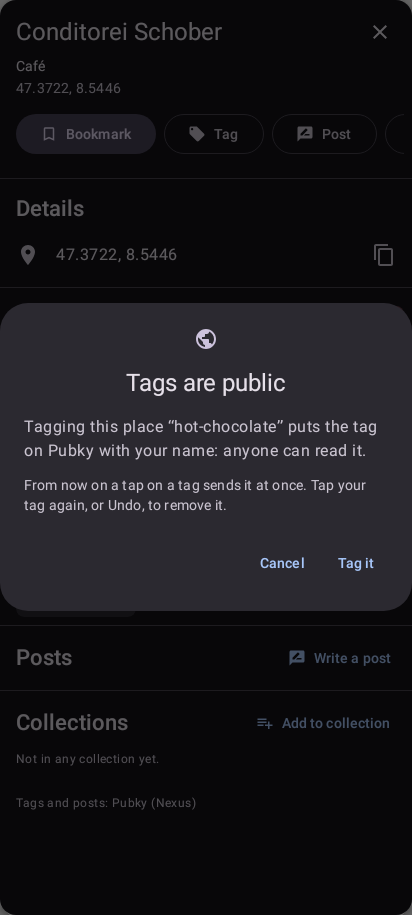 Conditorei Schober
Café
47.3722, 8.5446
Bookmark
Tag
Post
Details
47.3722, 8.5446
Tags are public
Tagging this place “hot-chocolate” puts the tag
on Pubky with your name: anyone can read it.
From now on a tap on a tag sends it at once. Tap your
tag again, or Undo, to remove it.
Cancel
Tag it
Posts
Write a post
Collections
Add to collection
Not in any collection yet.
Tags and posts: Pubky (Nexus)